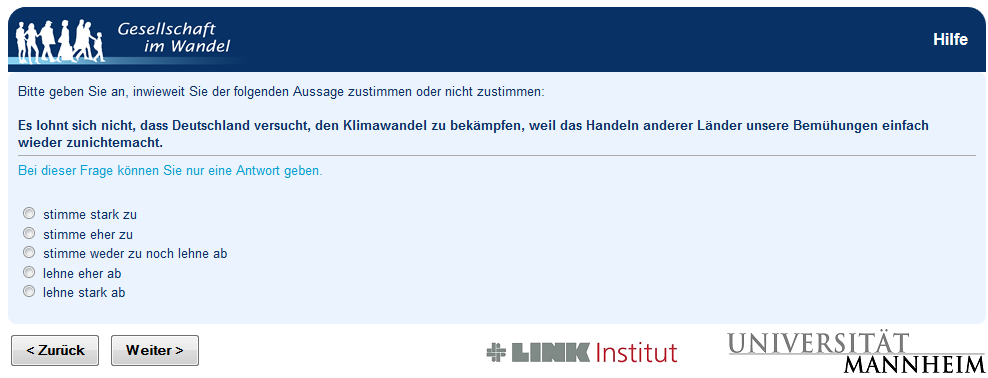 Gesellschaft
im Wandel
Hilfe
Bitte geben Sie an, inwieweit Sie der folgenden Aussage zustimmen oder nicht zustimmen:
Es lohnt sich nicht, dass Deutschland versucht, den Klimawandel zu bekämpfen, weil das Handeln anderer Länder unsere Bemühungen einfach
wieder zunichtemacht.
Bei dieser Frage können Sie nur eine Antwort geben.
stimme stark zu
stimme eher zu
stimme weder zu noch lehne ab
lehne eher ab
lehne stark ab
< Zurück
Weiter >
LINK Institut
UNIVERSITÄT
MANNHEIM